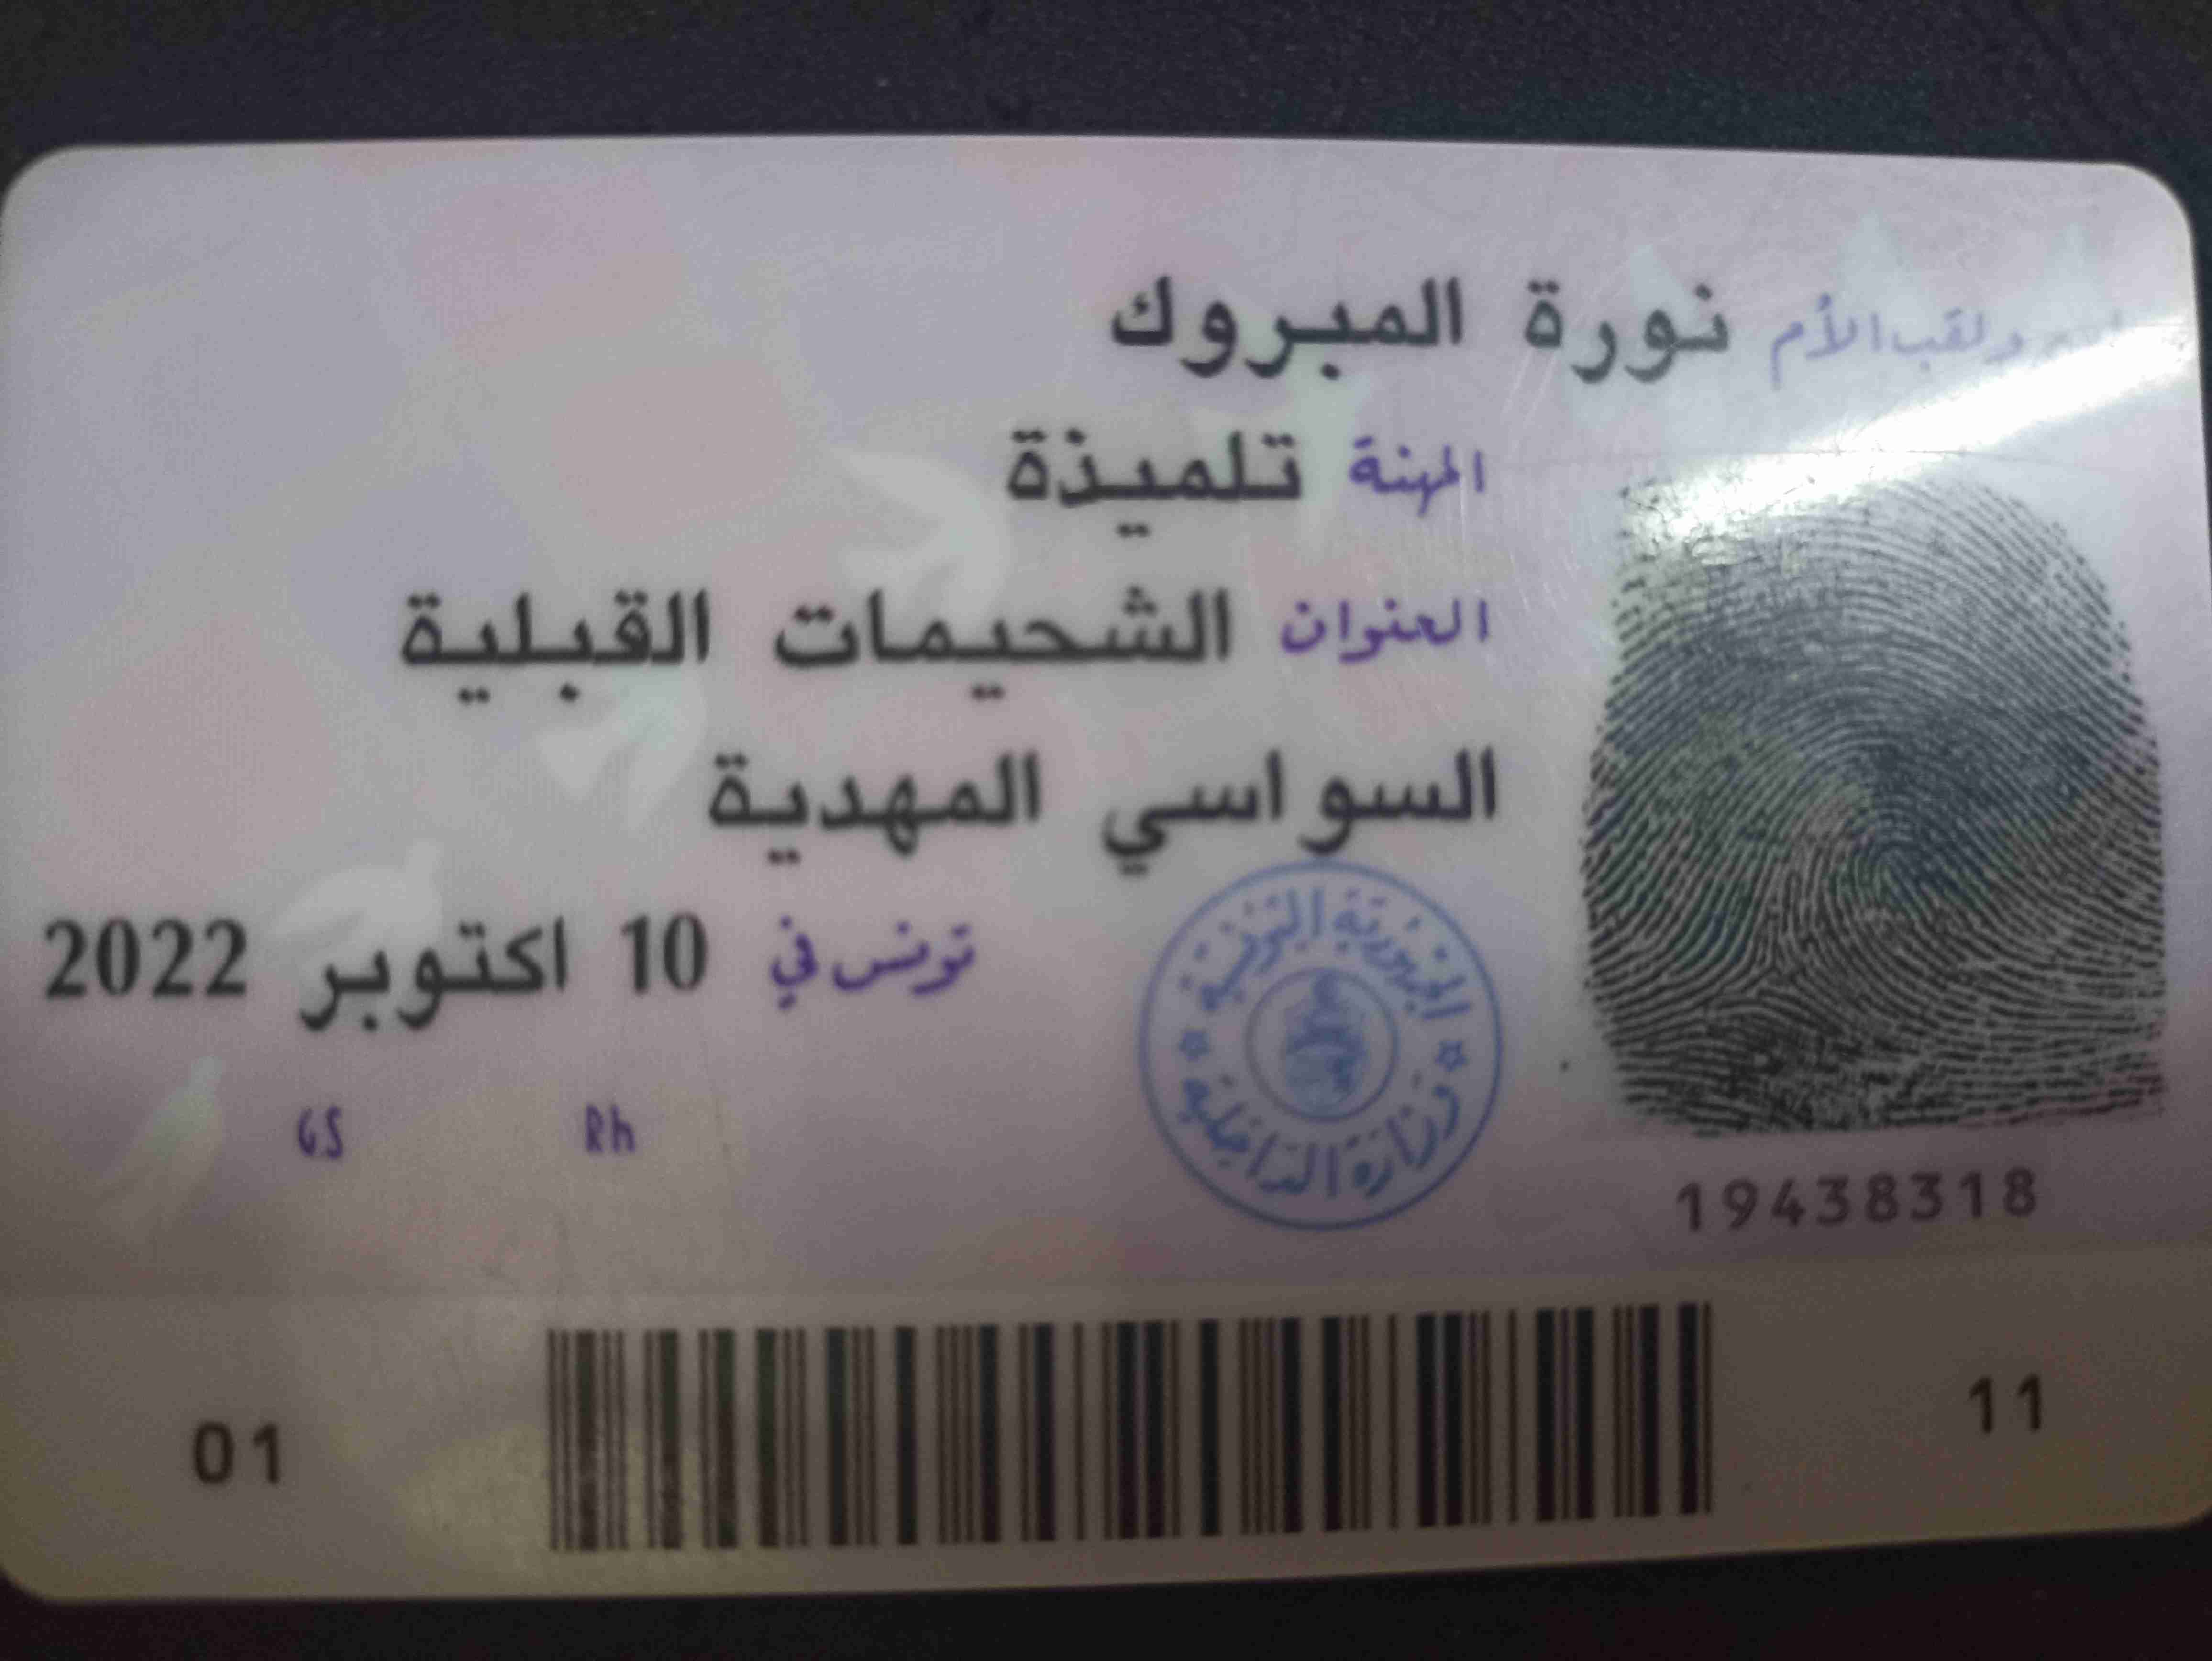 ولقب الأم نورة المبروك
المهنة تلميذة
العنوان الشحيمات القبلية
السواسي المهدية
تونس في 10 اكتوبر 2022
الجمهورية التونسية
وزارة الداخلية
GS Rh
19438318
01 11